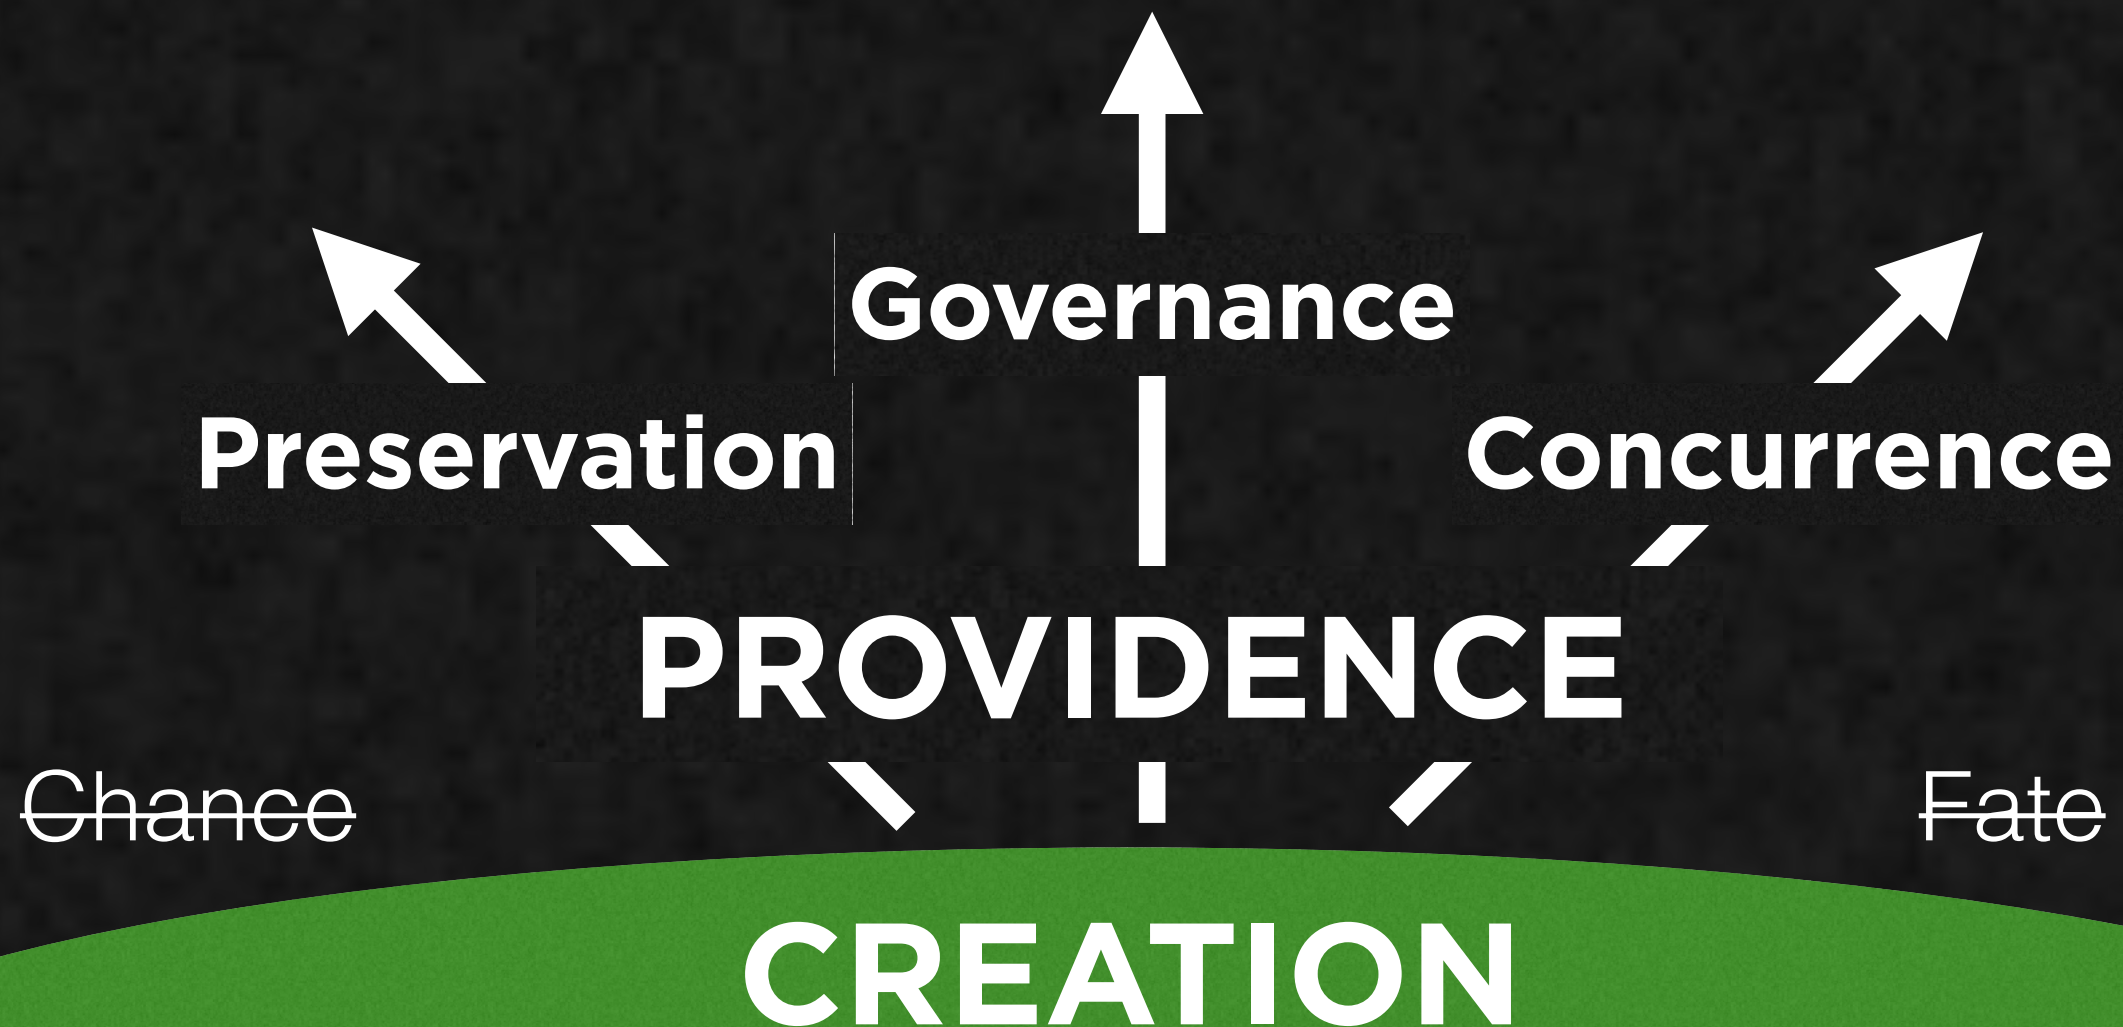 Governance
Preservation
Concurrence
PROVIDENCE
Chance
Fate
CREATION